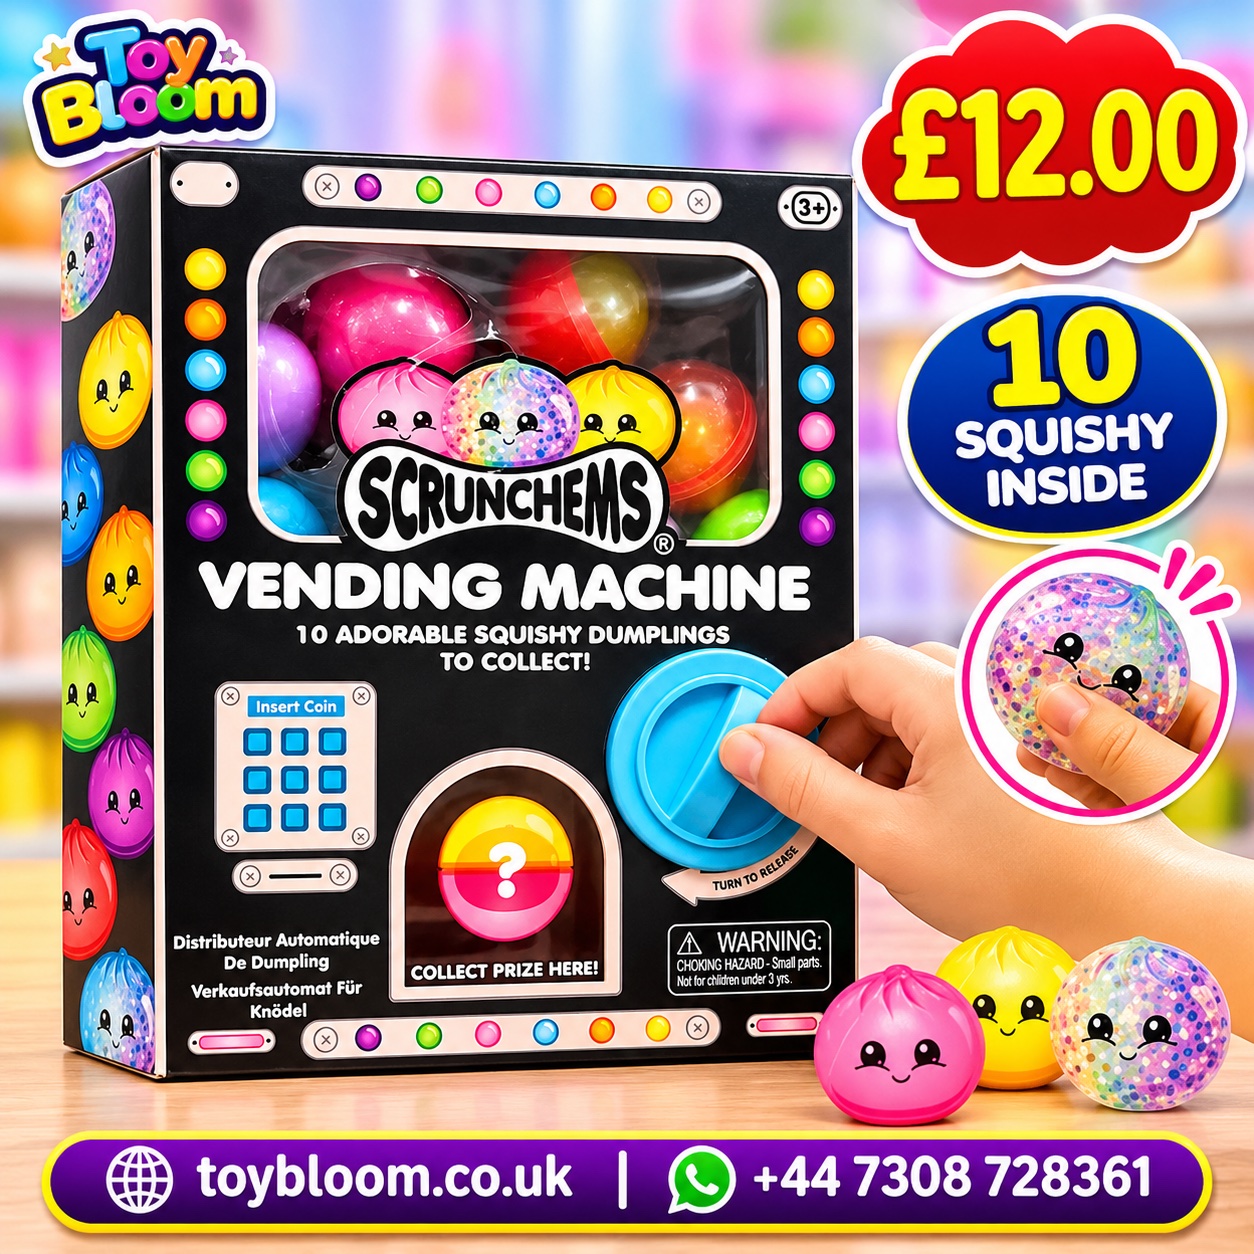 Toy
Bloom
£12.00
3+
10
SQUISHY
INSIDE
SCRUNCHEMS
®
VENDING MACHINE
10 ADORABLE SQUISHY DUMPLINGS
TO COLLECT!
Insert Coin
?
TURN TO RELEASE
COLLECT PRIZE HERE!
Distributeur Automatique
De Dumpling
Verkaufsautomat Für
Knödel
WARNING:
CHOKING HAZARD - Small parts.
Not for children under 3 yrs.
toybloom.co.uk | +44 7308 728361